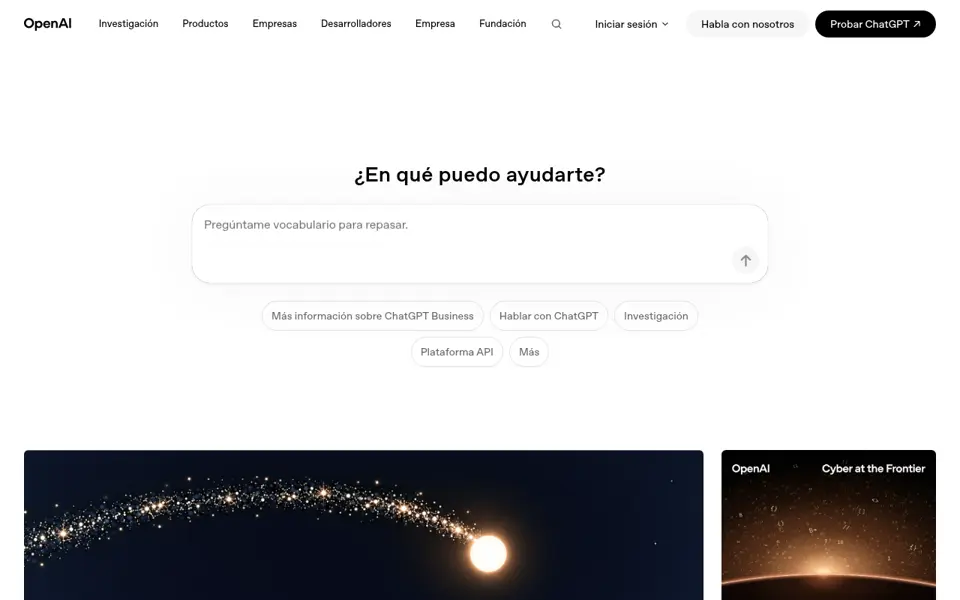 OpenAI Investigación Productos Empresas Desarrolladores Empresa Fundación Iniciar sesión Habla con nosotros Probar ChatGPT ↗
¿En qué puedo ayudarte?
Pregúntame vocabulario para repasar.
Más información sobre ChatGPT Business Hablar con ChatGPT Investigación
Plataforma API Más
OpenAI Cyber at the Frontier